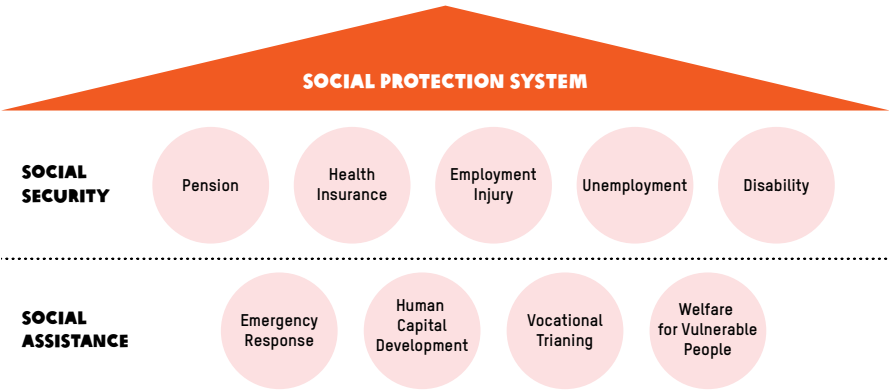 SOCIAL PROTECTION SYSTEM
SOCIAL
SECURITY
Pension
Health
Insurance
Employment
Injury
Unemployment
Disability
SOCIAL
ASSISTANCE
Emergency
Response
Human
Capital
Development
Vocational
Trianing
Welfare
for Vulnerable
People